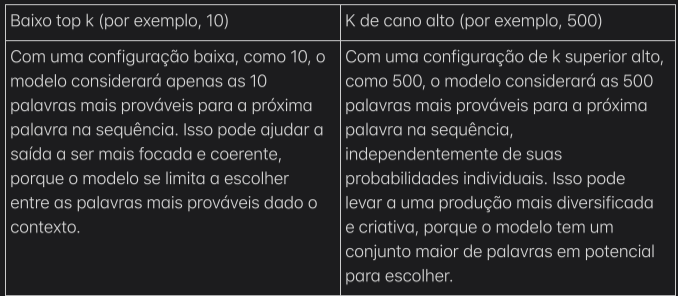 Baixo top k (por exemplo, 10)
K de cano alto (por exemplo, 500)
Com uma configuração baixa, como 10, o
modelo considerará apenas as 10
palavras mais prováveis para a próxima
palavra na sequência. Isso pode ajudar a
saída a ser mais focada e coerente,
porque o modelo se limita a escolher
entre as palavras mais prováveis dado o
contexto.
Com uma configuração de k superior alto,
como 500, o modelo considerará as 500
palavras mais prováveis para a próxima
palavra na sequência,
independentemente de suas
probabilidades individuais. Isso pode
levar a uma produção mais diversificada
e criativa, porque o modelo tem um
conjunto maior de palavras em potencial
para escolher.